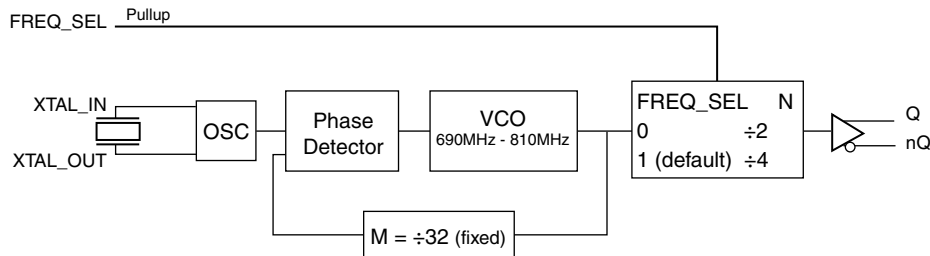 FREQ_SEL
Pullup
XTAL_IN
XTAL_OUT
OSC
Phase
Detector
VCO
690MHz - 810MHz
FREQ_SEL N
0 ÷2
1 (default) ÷4
Q
nQ
M = ÷32 (fixed)